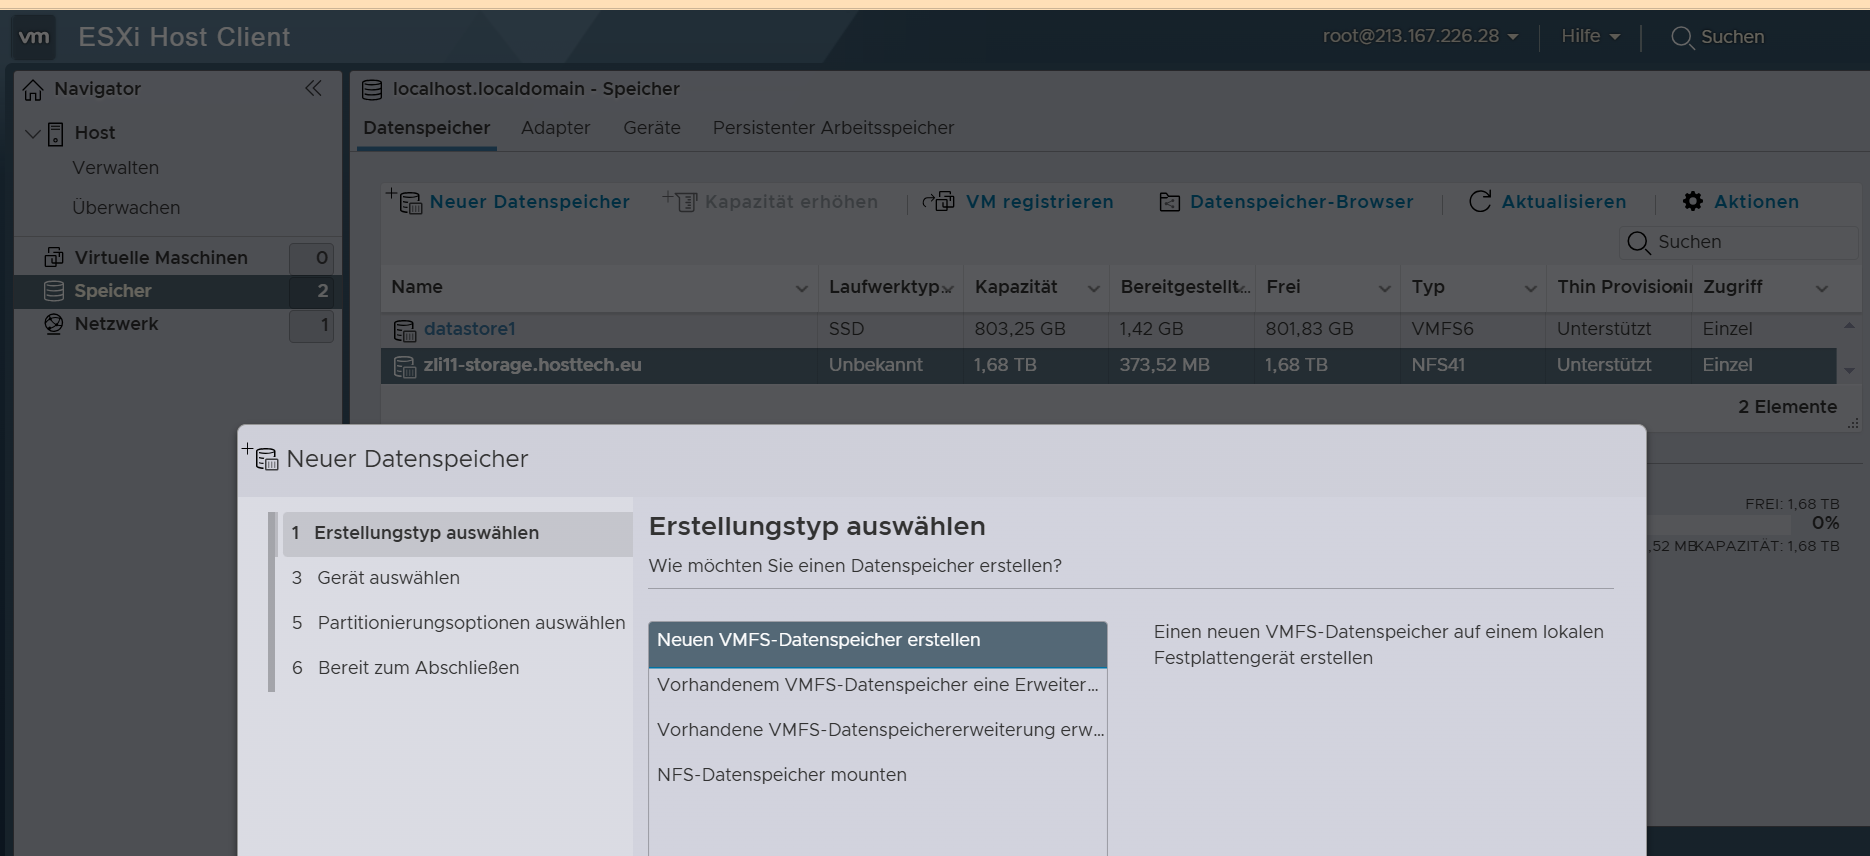 vm ESXi Host Client
root@213.167.226.28
Hilfe
Suchen
Navigator
Host
Verwalten
Überwachen
Virtuelle Maschinen 0
Speicher 2
Netzwerk 1
localhost.localdomain - Speicher
Datenspeicher Adapter Geräte Persistenter Arbeitsspeicher
Neuer Datenspeicher Kapazität erhöhen VM registrieren Datenspeicher-Browser Aktualisieren Aktionen
Suchen
Name Laufwerktyp... Kapazität Bereitgestellt... Frei Typ Thin Provisionin Zugriff
datastore1 SSD 803,25 GB 1,42 GB 801,83 GB VMFS6 Unterstützt Einzel
zli11-storage.hosttech.eu Unbekannt 1,68 TB 373,52 MB 1,68 TB NFS41 Unterstützt Einzel
2 Elemente
FREI: 1,68 TB
0%
,52 MB KAPAZITÄT: 1,68 TB
Neuer Datenspeicher
1 Erstellungstyp auswählen
3 Gerät auswählen
5 Partitionierungsoptionen auswählen
6 Bereit zum Abschließen
Erstellungstyp auswählen
Wie möchten Sie einen Datenspeicher erstellen?
Neuen VMFS-Datenspeicher erstellen
Vorhandenem VMFS-Datenspeicher eine Erweiter...
Vorhandene VMFS-Datenspeichererweiterung erw...
NFS-Datenspeicher mounten
Einen neuen VMFS-Datenspeicher auf einem lokalen
Festplattengerät erstellen